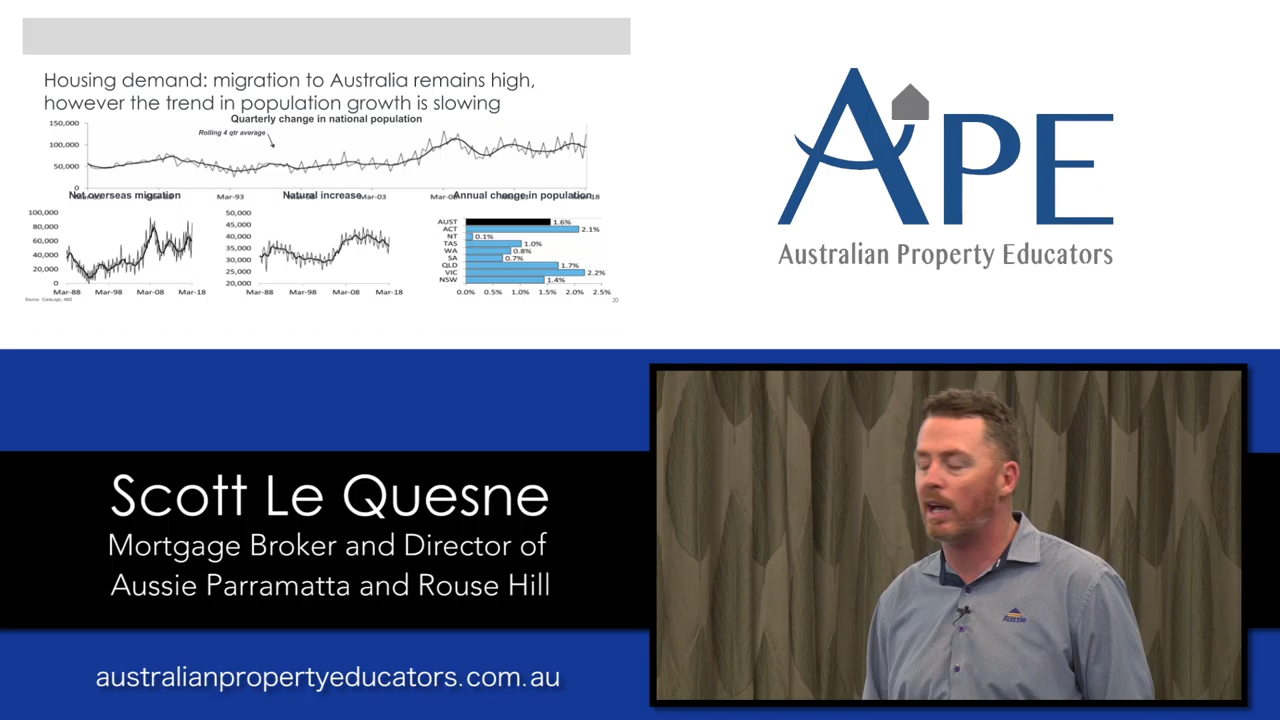 Housing demand: migration to Australia remains high,
however the trend in population growth is slowing
Quarterly change in national population
Rolling 4 qtr average
150,000
100,000
50,000
0
Mar-93
Mar-03
Mar-18
Net overseas migration
100,000
80,000
60,000
40,000
20,000
0
Mar-88 Mar-98 Mar-08 Mar-18
Natural increase
50,000
45,000
40,000
35,000
30,000
25,000
20,000
Mar-88 Mar-98 Mar-08 Mar-18
Annual change in population
AUST 1.6%
ACT 2.1%
NT 0.1%
TAS 1.0%
WA 0.8%
SA 0.7%
QLD 1.7%
VIC 2.2%
NSW 1.4%
0.0% 0.5% 1.0% 1.5% 2.0% 2.5%
Source: CoreLogic, ABS
20
APE
Australian Property Educators
Scott Le Quesne
Mortgage Broker and Director of
Aussie Parramatta and Rouse Hill
australianpropertyeducators.com.au
Aussie